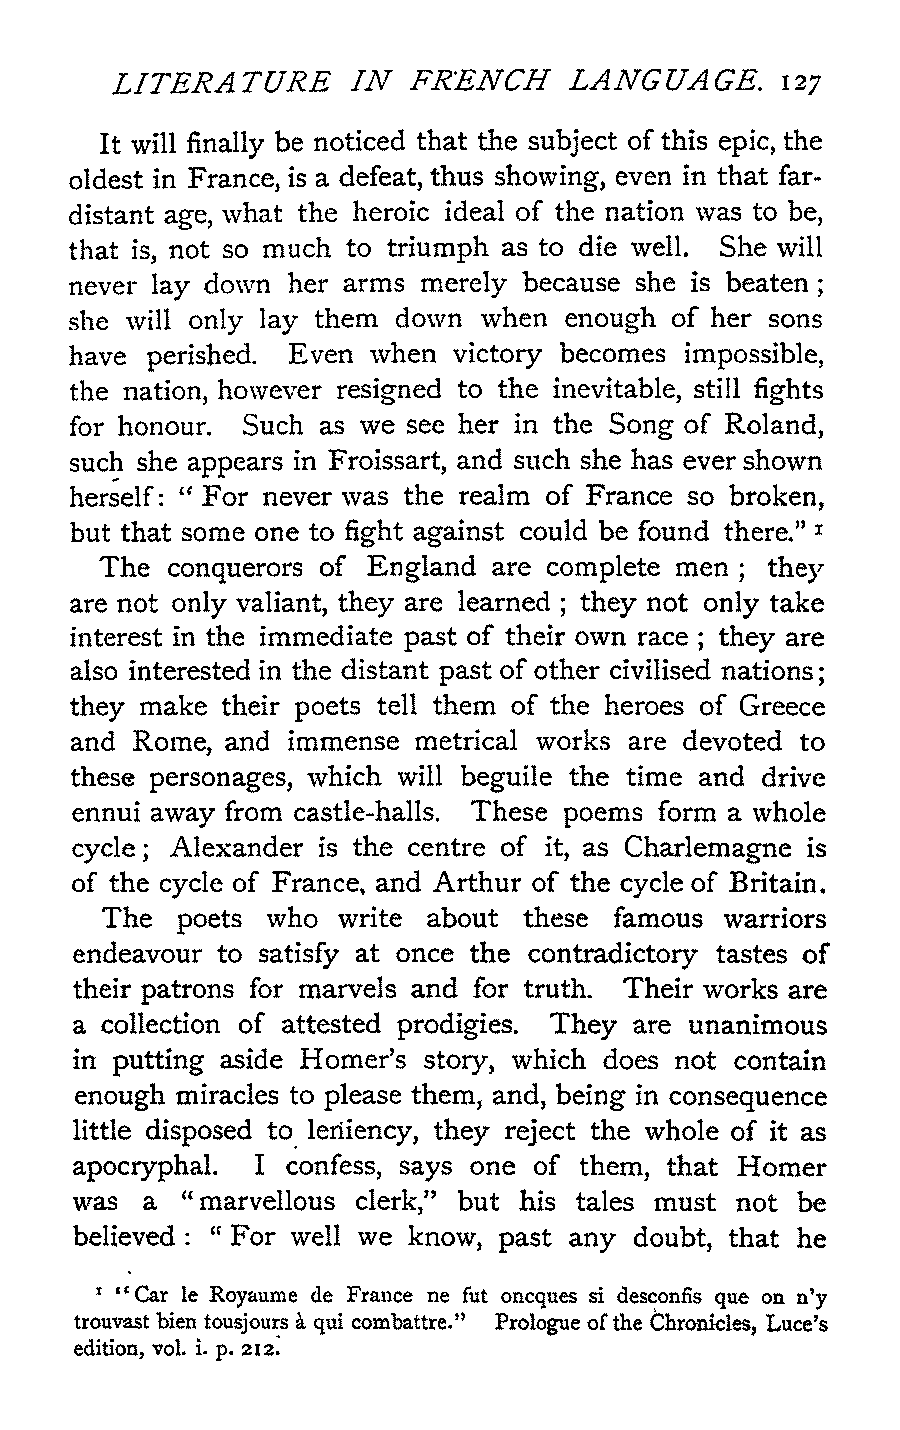 LITERATURE IN FRENCH LANGUAGE. 127
It will finally be noticed that the subject of this epic, the
oldest in France, is a defeat, thus showing, even in that far-
distant age, what the heroic ideal of the nation was to be,
that is, not so much to triumph as to die well. She will
never lay down her arms merely because she is beaten ;
she will only lay them down when enough of her sons
have perished. Even when victory becomes impossible,
the nation, however resigned to the inevitable, still fights
for honour. Such as we see her in the Song of Roland,
such she appears in Froissart, and such she has ever shown
herself: " For never was the realm of France so broken,
but that some one to fight against could be found there." 1
The conquerors of England are complete men ; they
are not only valiant, they are learned ; they not only take
interest in the immediate past of their own race ; they are
also interested in the distant past of other civilised nations;
they make their poets tell them of the heroes of Greece
and Rome, and immense metrical works are devoted to
these personages, which will beguile the time and drive
ennui away from castle-halls. These poems form a whole
cycle ; Alexander is the centre of it, as Charlemagne is
of the cycle of France, and Arthur of the cycle of Britain.
The poets who write about these famous warriors
endeavour to satisfy at once the contradictory tastes of
their patrons for marvels and for truth. Their works are
a collection of attested prodigies. They are unanimous
in putting aside Homer's story, which does not contain
enough miracles to please them, and, being in consequence
little disposed to leniency, they reject the whole of it as
apocryphal. I confess, says one of them, that Homer
was a "marvellous clerk," but his tales must not be
believed : " For well we know, past any doubt, that he
1 "Car le Royaume de France ne fut oncques si desconfis que on n'y
trouvast bien tousjours à qui combattre." Prologue of the Chronicles, Luce's
edition, vol. i. p. 212.